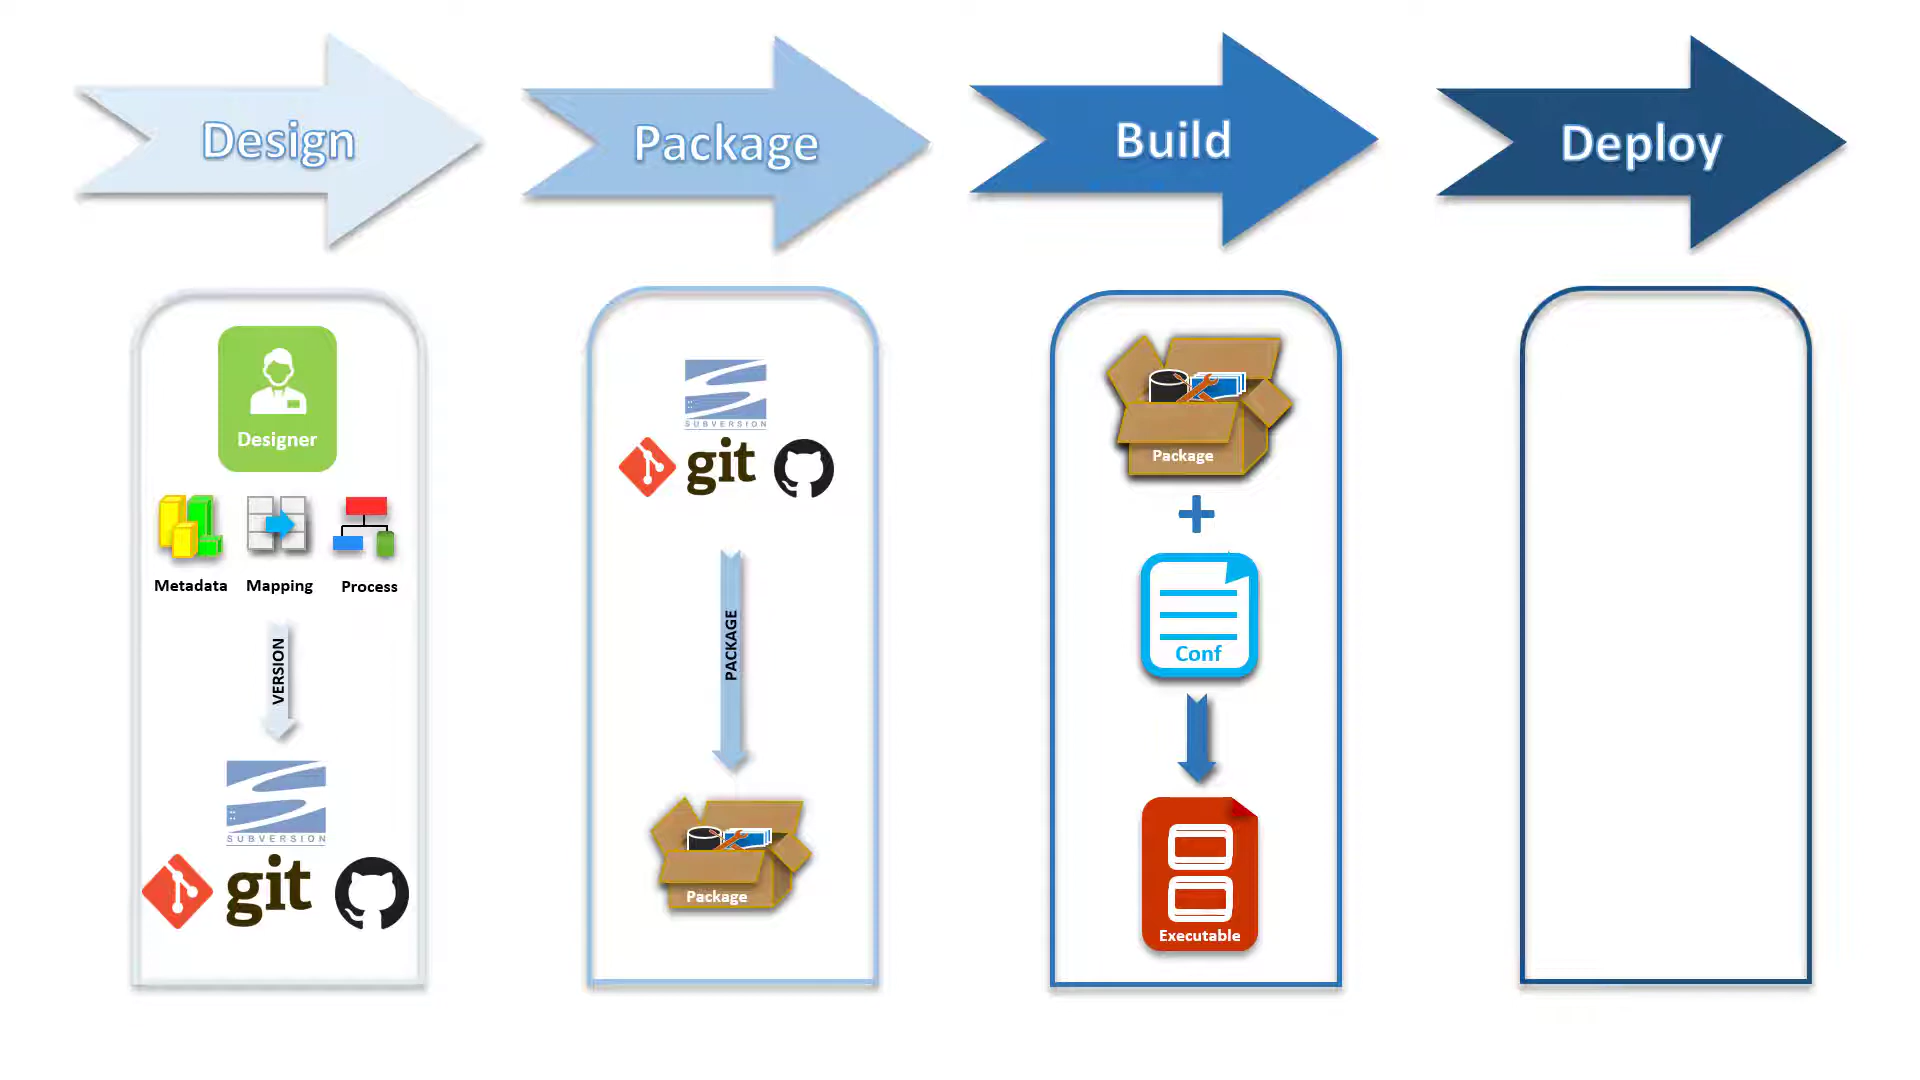 Design
Package
Build
Deploy
Designer
Metadata
Mapping
Process
VERSION
SUBVERSION
git
SUBVERSION
git
PACKAGE
Package
Package
+
Conf
Executable